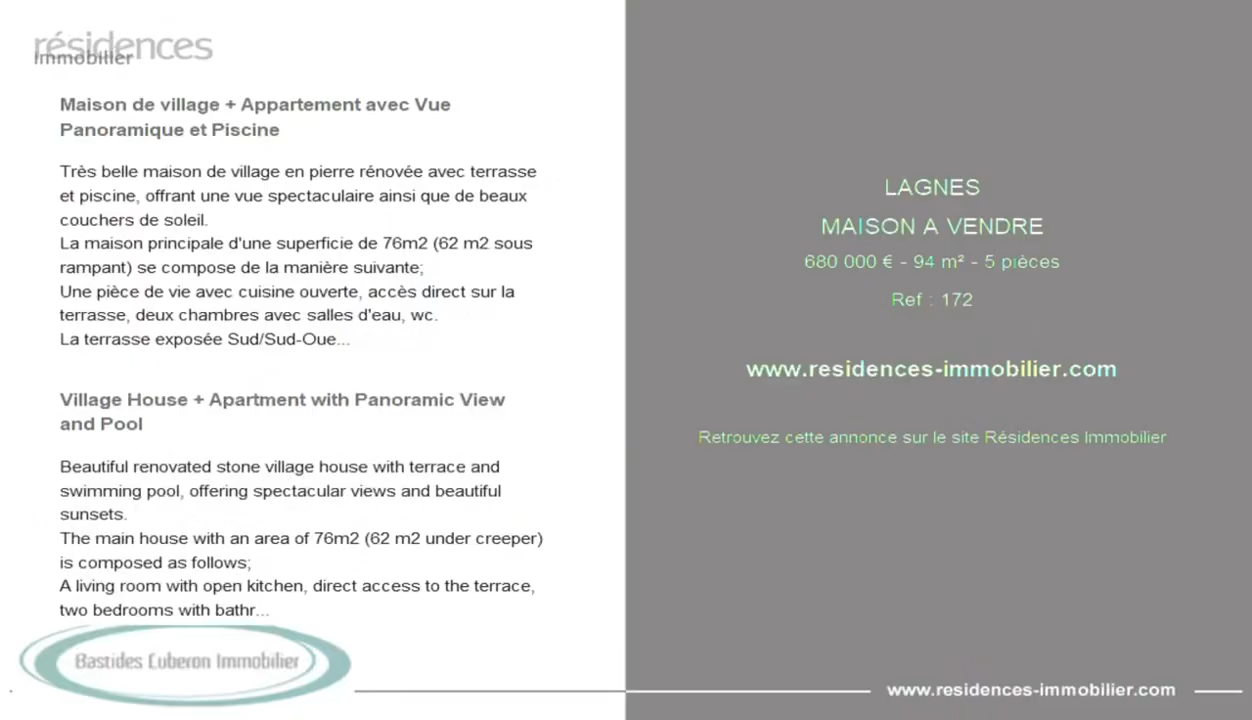 résidences
Immobilier
Maison de village + Appartement avec Vue
Panoramique et Piscine
Très belle maison de village en pierre rénovée avec terrasse
et piscine, offrant une vue spectaculaire ainsi que de beaux
couchers de soleil.
La maison principale d'une superficie de 76m2 (62 m2 sous
rampant) se compose de la manière suivante;
Une pièce de vie avec cuisine ouverte, accès direct sur la
terrasse, deux chambres avec salles d'eau, wc.
La terrasse exposée Sud/Sud-Oue...
Village House + Apartment with Panoramic View
and Pool
Beautiful renovated stone village house with terrace and
swimming pool, offering spectacular views and beautiful
sunsets.
The main house with an area of 76m2 (62 m2 under creeper)
is composed as follows;
A living room with open kitchen, direct access to the terrace,
two bedrooms with bathr...
Bastides Luberon Immobilier
LAGNES
MAISON A VENDRE
680 000 € - 94 m² - 5 pièces
Ref : 172
www.residences-immobilier.com
Retrouvez cette annonce sur le site Résidences Immobilier
www.residences-immobilier.com